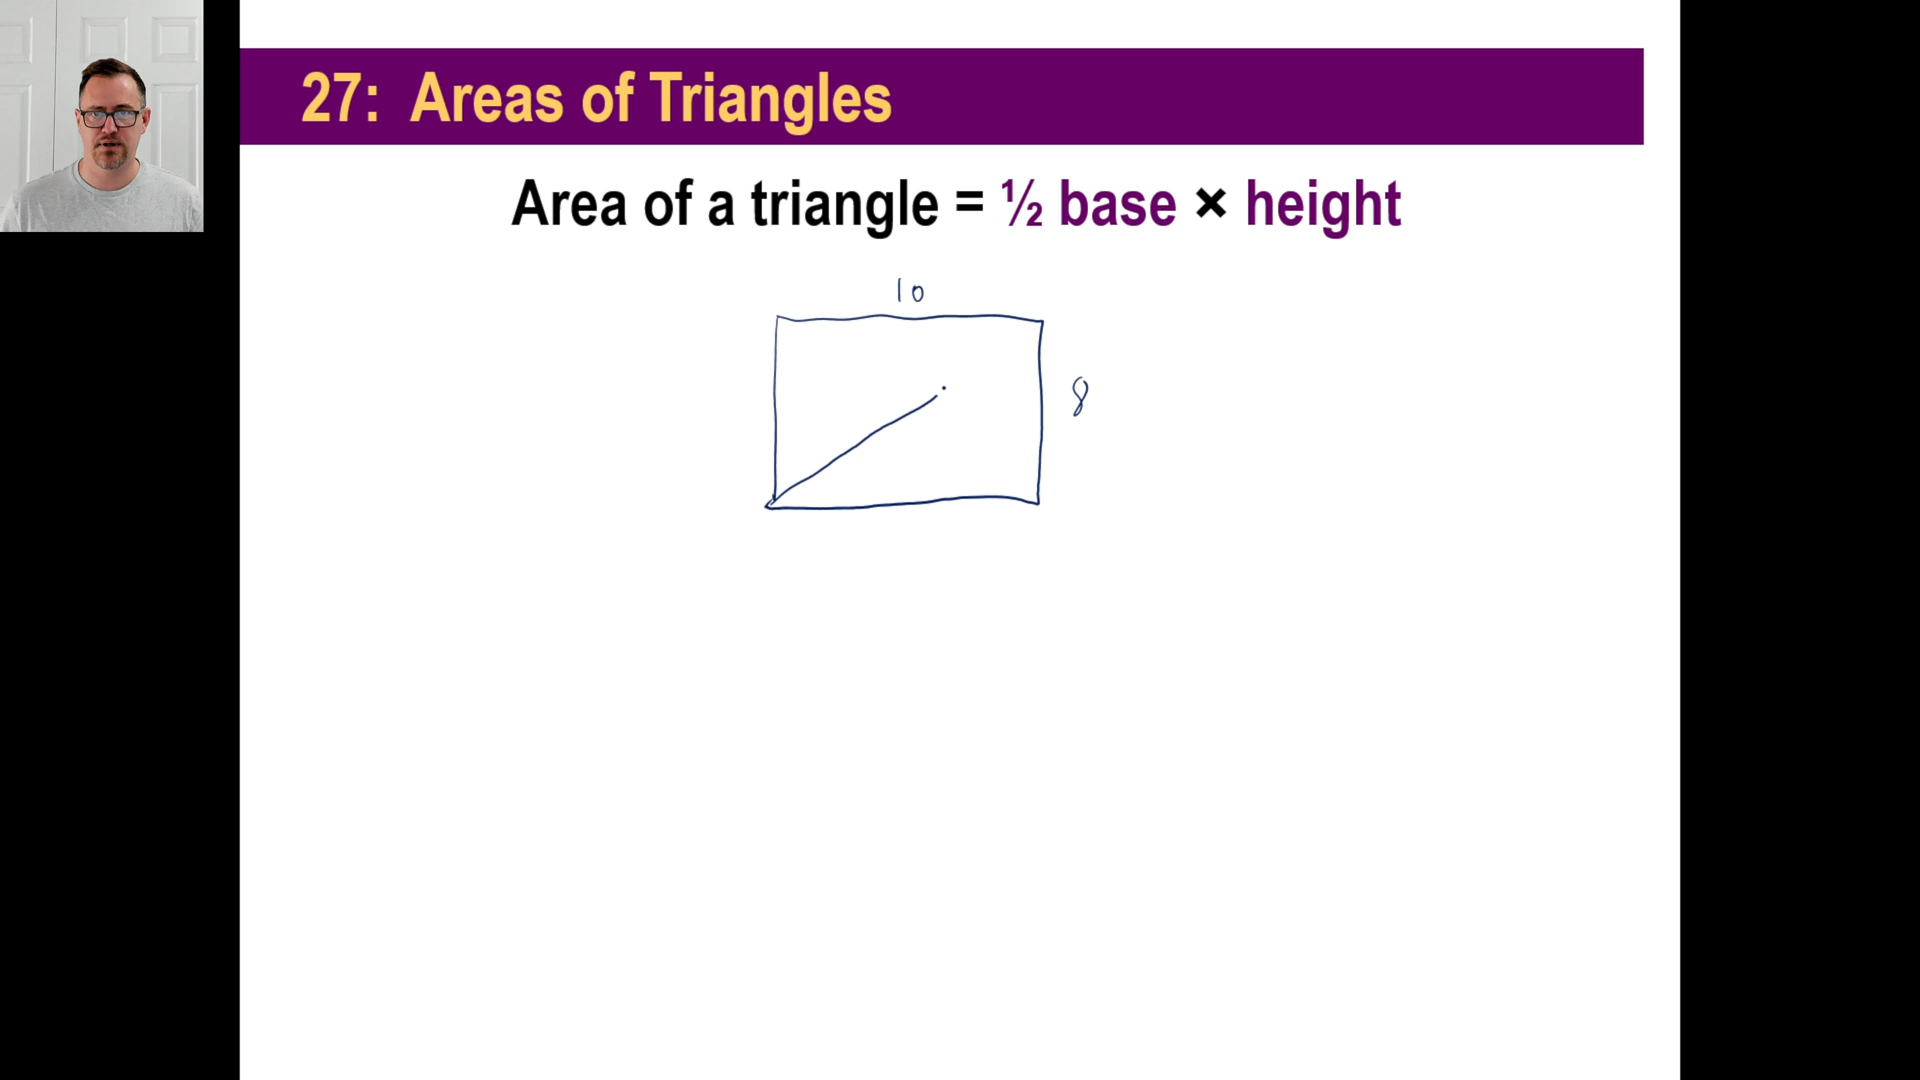 27: Areas of Triangles
Area of a triangle = ½ base × height
10
8